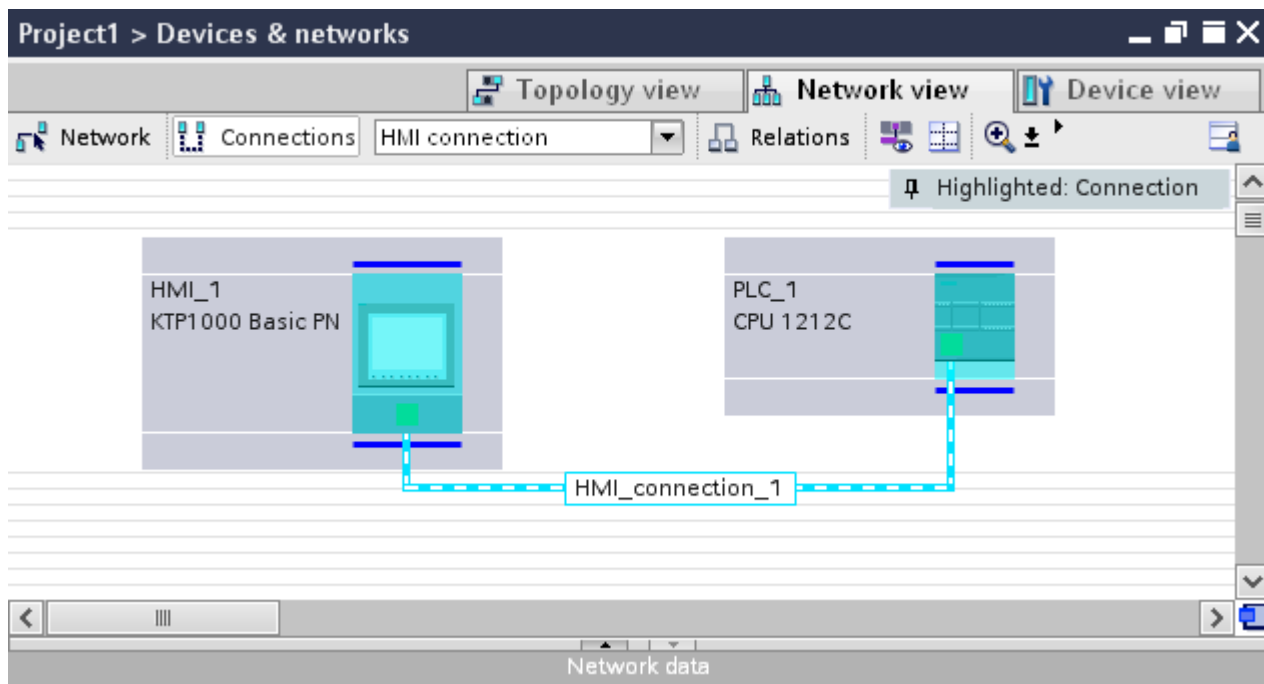 Project1 > Devices & networks
Topology view
Network view
Device view
Network
Connections
HMI connection
Relations
Highlighted: Connection
HMI_1
KTP1000 Basic PN
PLC_1
CPU 1212C
HMI_connection_1
Network data